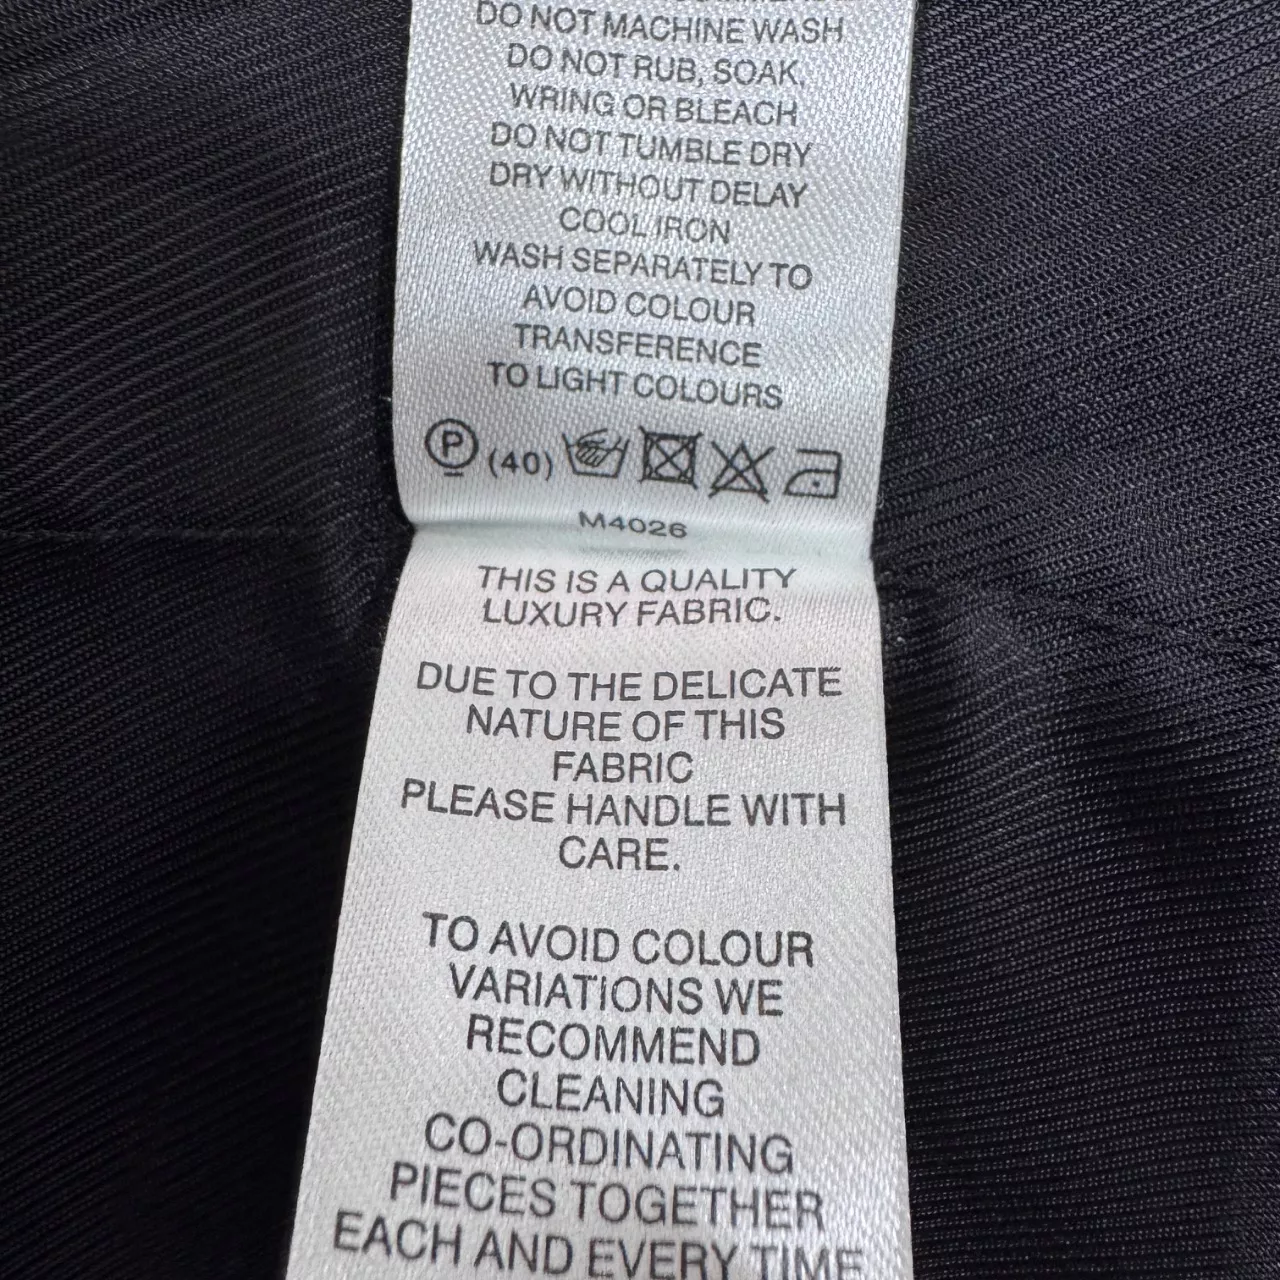 DO NOT MACHINE WASH
DO NOT RUB, SOAK,
WRING OR BLEACH
DO NOT TUMBLE DRY
DRY WITHOUT DELAY
COOL IRON
WASH SEPARATELY TO
AVOID COLOUR
TRANSFERENCE
TO LIGHT COLOURS
P (40)
M4026
THIS IS A QUALITY
LUXURY FABRIC.
DUE TO THE DELICATE
NATURE OF THIS
FABRIC
PLEASE HANDLE WITH
CARE.
TO AVOID COLOUR
VARIATIONS WE
RECOMMEND
CLEANING
CO-ORDINATING
PIECES TOGETHER
EACH AND EVERY TIME